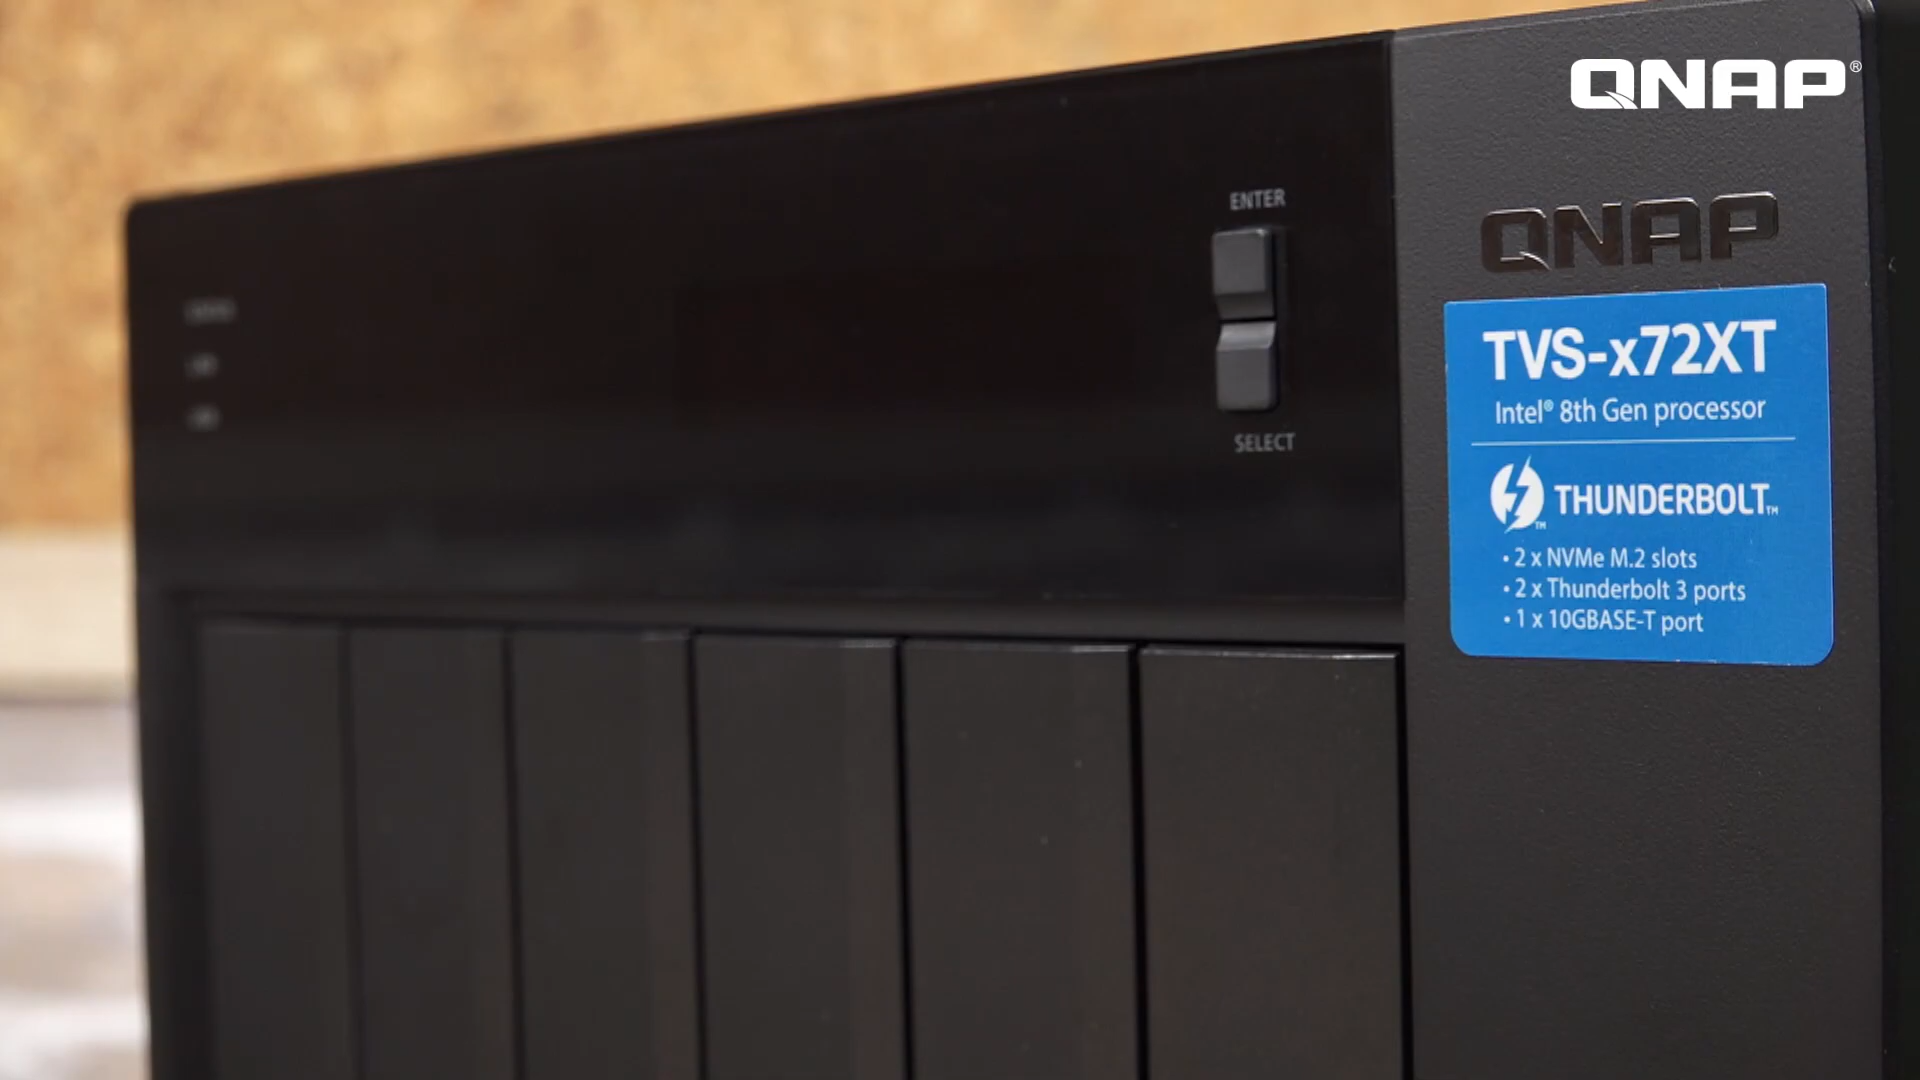 QNAP®
ENTER
QNAP
TVS-x72XT
Intel® 8th Gen processor
THUNDERBOLT™
• 2 x NVMe M.2 slots
• 2 x Thunderbolt 3 ports
• 1 x 10GBASE-T port
SELECT